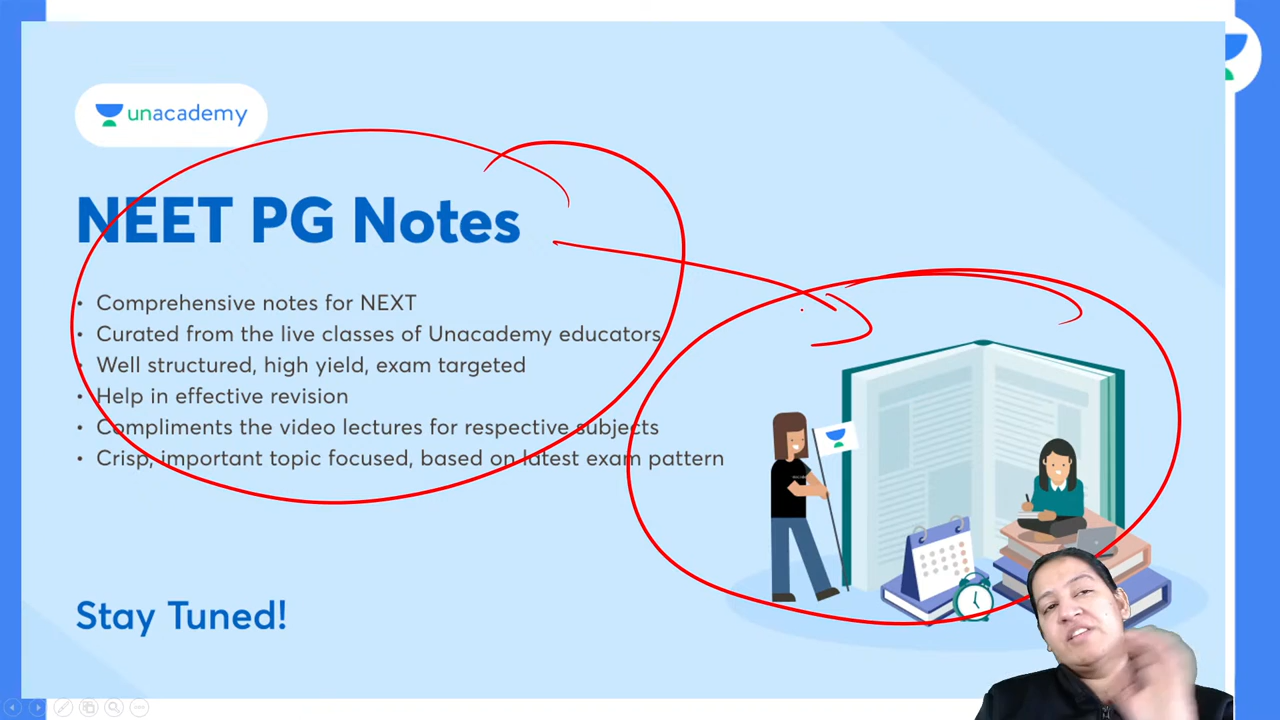 unacademy
NEET PG Notes
• Comprehensive notes for NEXT
• Curated from the live classes of Unacademy educators
• Well structured, high yield, exam targeted
• Help in effective revision
• Compliments the video lectures for respective subjects
• Crisp, important topic focused, based on latest exam pattern
Stay Tuned!